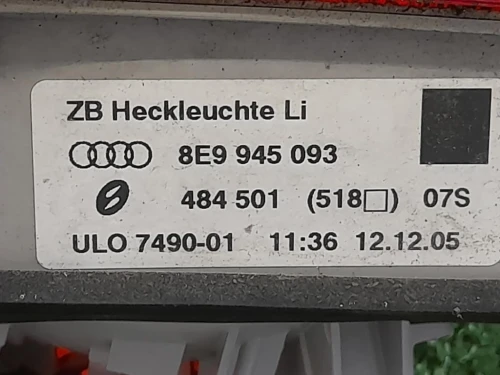 ZB Heckleuchte Li
8E9 945 093
484 501 (518□) 07S
ULO 7490-01 11:36 12.12.05